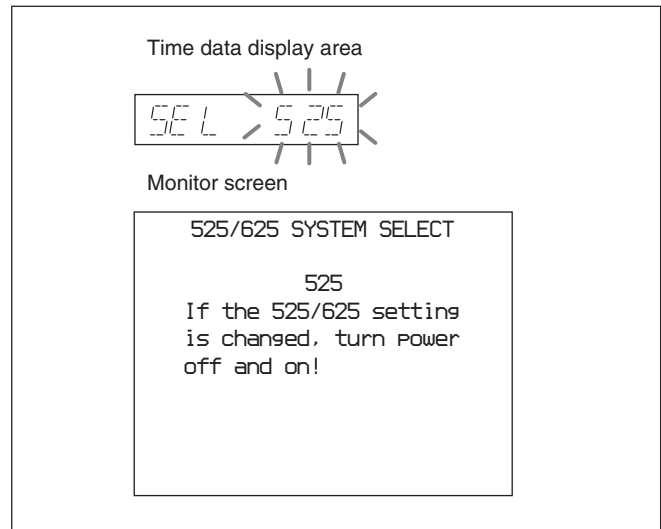 Time data display area
SEL 525
Monitor screen
525/625 SYSTEM SELECT
525
If the 525/625 setting
is changed, turn power
off and on!